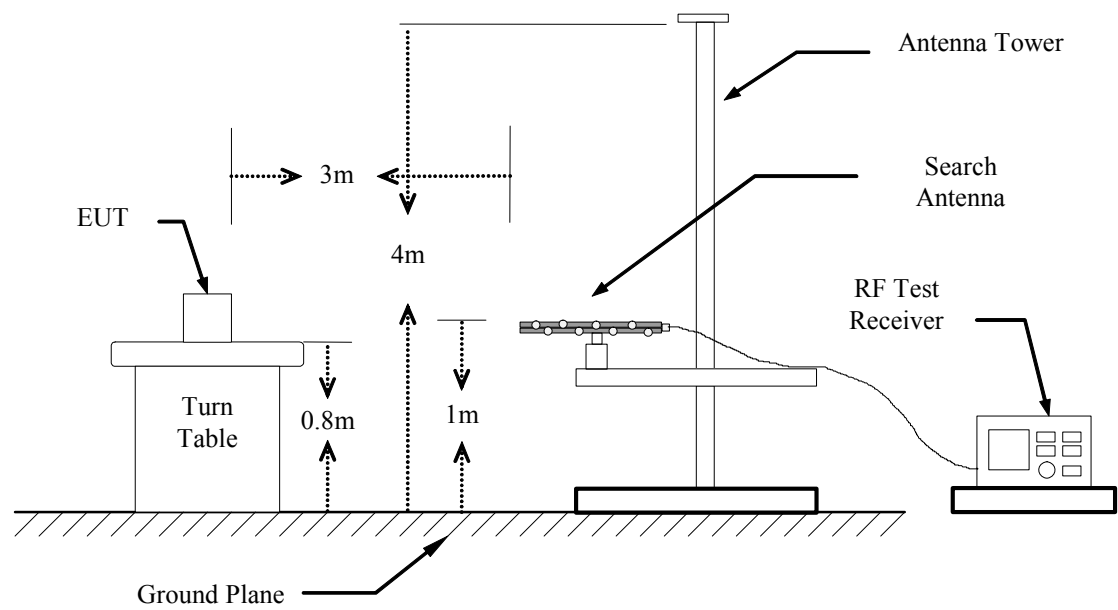 Antenna Tower
3m
Search
Antenna
EUT
4m
RF Test
Receiver
Turn
Table
0.8m
1m
Ground Plane